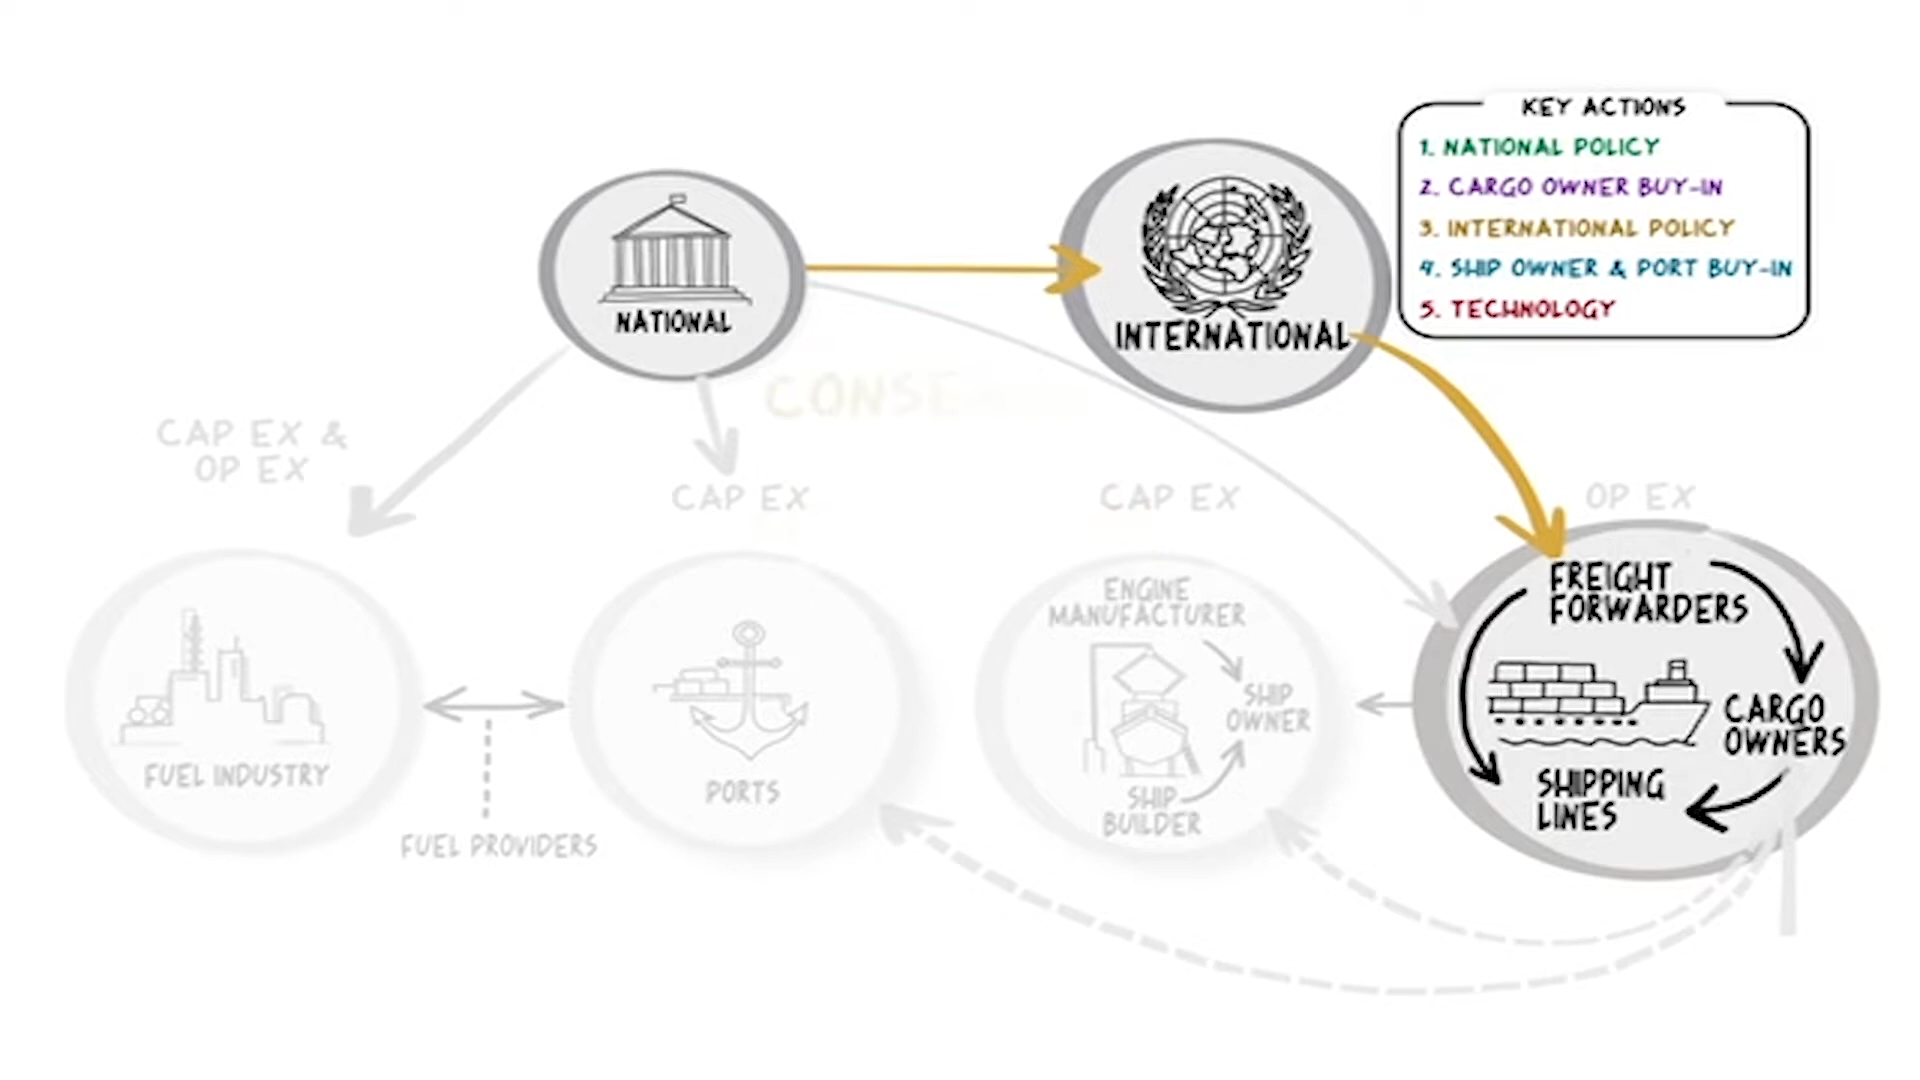 KEY ACTIONS
1. NATIONAL POLICY
2. CARGO OWNER BUY-IN
3. INTERNATIONAL POLICY
4. SHIP OWNER & PORT BUY-IN
5. TECHNOLOGY
NATIONAL
INTERNATIONAL
CAP EX &
OP EX
CAP EX
CAP EX
OP EX
FUEL INDUSTRY
FUEL PROVIDERS
PORTS
ENGINE
MANUFACTURER
SHIP
OWNER
SHIP
BUILDER
FREIGHT
FORWARDERS
CARGO
OWNERS
SHIPPING
LINES